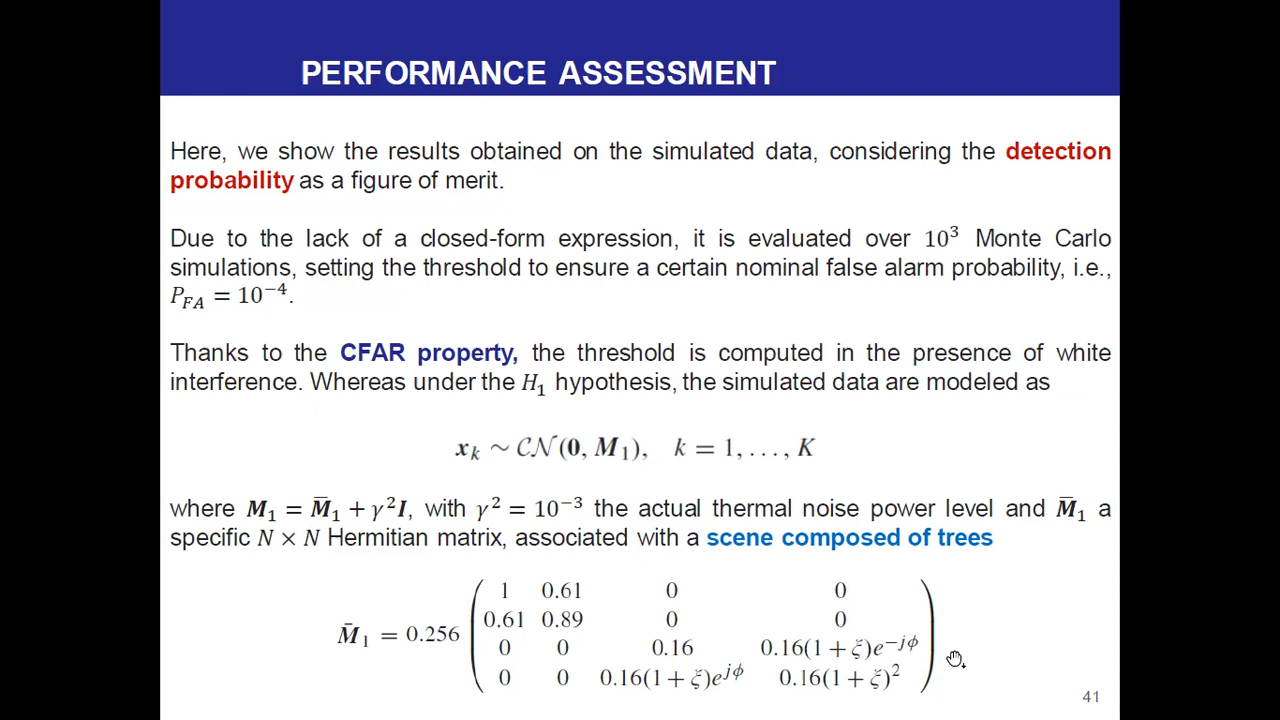 PERFORMANCE ASSESSMENT
Here, we show the results obtained on the simulated data, considering the detection
probability as a figure of merit.
Due to the lack of a closed-form expression, it is evaluated over 10³ Monte Carlo
simulations, setting the threshold to ensure a certain nominal false alarm probability, i.e.,
P_FA = 10⁻⁴.
Thanks to the CFAR property, the threshold is computed in the presence of white
interference. Whereas under the H₁ hypothesis, the simulated data are modeled as
x_k ~ 𝒞𝒩(0, M₁), k = 1, . . . , K
where M₁ = M̄₁ + γ²I, with γ² = 10⁻³ the actual thermal noise power level and M̄₁ a
specific N × N Hermitian matrix, associated with a scene composed of trees
1 0.61 0 0
0.61 0.89 0 0
M̄₁ = 0.256
0 0 0.16 0.16(1 + ξ)e^{-jϕ}
0 0 0.16(1 + ξ)e^{jϕ} 0.16(1 + ξ)²
41